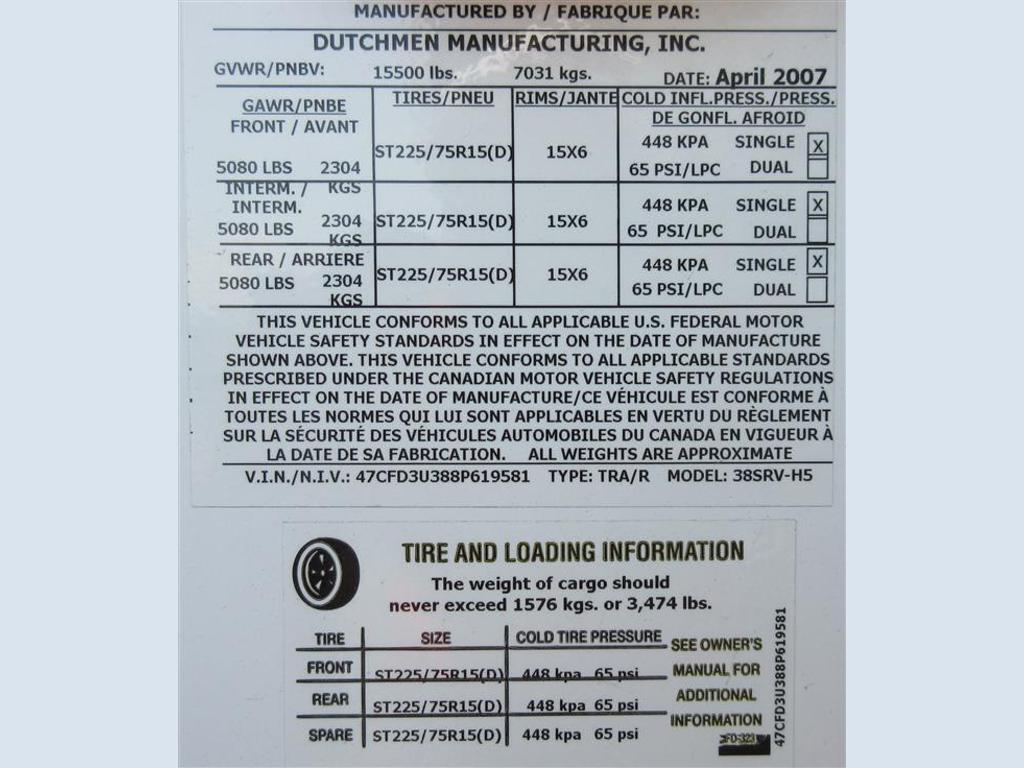 MANUFACTURED BY / FABRIQUE PAR:
DUTCHMEN MANUFACTURING, INC.
GVWR/PNBV: 15500 lbs. 7031 kgs. DATE: April 2007
GAWR/PNBE TIRES/PNEU RIMS/JANTE COLD INFL.PRESS./PRESS.
DE GONFL. AFROID
FRONT / AVANT
ST225/75R15(D) 15X6 448 KPA SINGLE X
5080 LBS 2304 KGS 65 PSI/LPC DUAL
INTERM. /
INTERM.
ST225/75R15(D) 15X6 448 KPA SINGLE X
5080 LBS 2304 KGS 65 PSI/LPC DUAL
REAR / ARRIERE
ST225/75R15(D) 15X6 448 KPA SINGLE X
5080 LBS 2304 KGS 65 PSI/LPC DUAL
THIS VEHICLE CONFORMS TO ALL APPLICABLE U.S. FEDERAL MOTOR
VEHICLE SAFETY STANDARDS IN EFFECT ON THE DATE OF MANUFACTURE
SHOWN ABOVE. THIS VEHICLE CONFORMS TO ALL APPLICABLE STANDARDS
PRESCRIBED UNDER THE CANADIAN MOTOR VEHICLE SAFETY REGULATIONS
IN EFFECT ON THE DATE OF MANUFACTURE/CE VÉHICULE EST CONFORME À
TOUTES LES NORMES QUI LUI SONT APPLICABLES EN VERTU DU RÈGLEMENT
SUR LA SÉCURITÉ DES VÉHICULES AUTOMOBILES DU CANADA EN VIGUEUR À
LA DATE DE SA FABRICATION. ALL WEIGHTS ARE APPROXIMATE
V.I.N./N.I.V.: 47CFD3U388P619581 TYPE: TRA/R MODEL: 38SRV-H5
TIRE AND LOADING INFORMATION
The weight of cargo should
never exceed 1576 kgs. or 3,474 lbs.
TIRE SIZE COLD TIRE PRESSURE
FRONT ST225/75R15(D) 448 kpa 65 psi
REAR ST225/75R15(D) 448 kpa 65 psi
SPARE ST225/75R15(D) 448 kpa 65 psi
SEE OWNER'S
MANUAL FOR
ADDITIONAL
INFORMATION
FD-323
47CFD3U388P619581